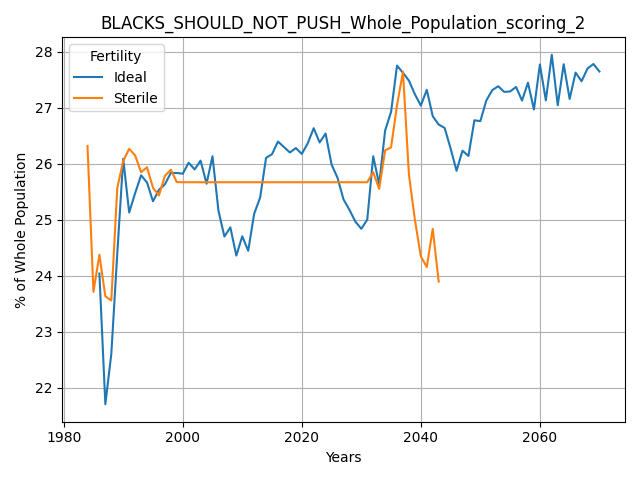 BLACKS_SHOULD_NOT_PUSH_Whole_Population_scoring_2
Fertility
Ideal
Sterile
% of Whole Population
28
27
26
25
24
23
22
1980
2000
2020
2040
2060
Years